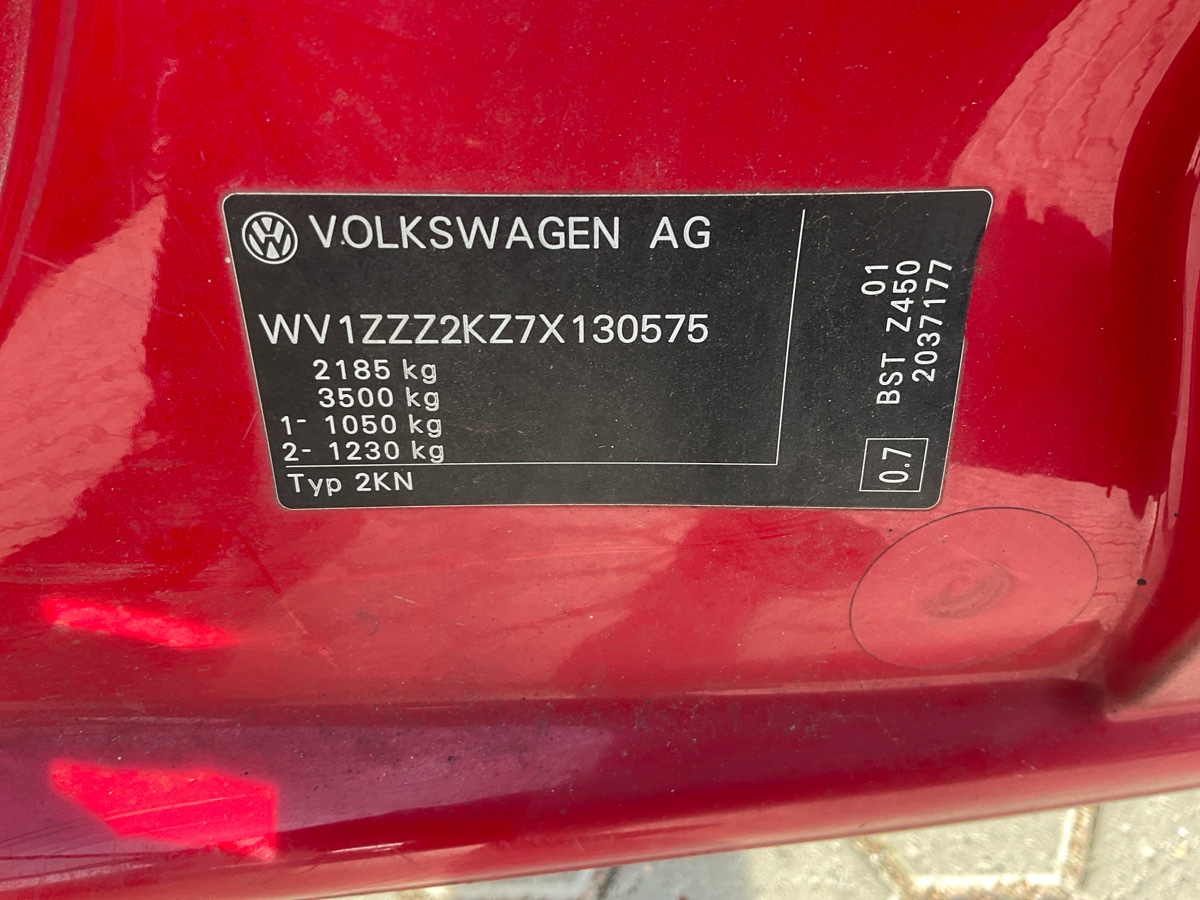 VOLKSWAGEN AG
WV1ZZZ2KZ7X130575
2185 kg
3500 kg
1- 1050 kg
2- 1230 kg
Typ 2KN
01
BST Z450
2037177
0.7